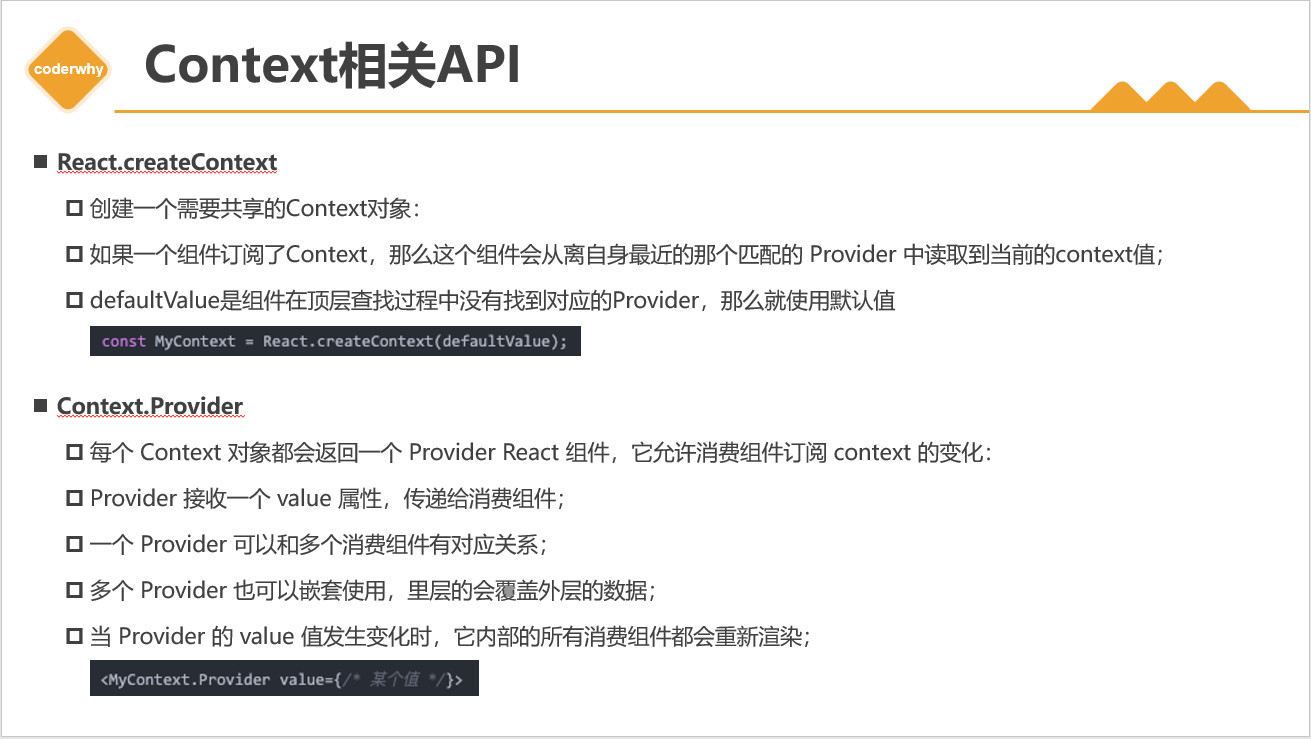 coderwhy
Context相关API
React.createContext
创建一个需要共享的Context对象：
如果一个组件订阅了Context，那么这个组件会从离自身最近的那个匹配的 Provider 中读取到当前的context值；
defaultValue是组件在顶层查找过程中没有找到对应的Provider，那么就使用默认值
const MyContext = React.createContext(defaultValue);
Context.Provider
每个 Context 对象都会返回一个 Provider React 组件，它允许消费组件订阅 context 的变化：
Provider 接收一个 value 属性，传递给消费组件；
一个 Provider 可以和多个消费组件有对应关系；
多个 Provider 也可以嵌套使用，里层的会覆盖外层的数据；
当 Provider 的 value 值发生变化时，它内部的所有消费组件都会重新渲染；
<MyContext.Provider value={/* 某个值 */}>